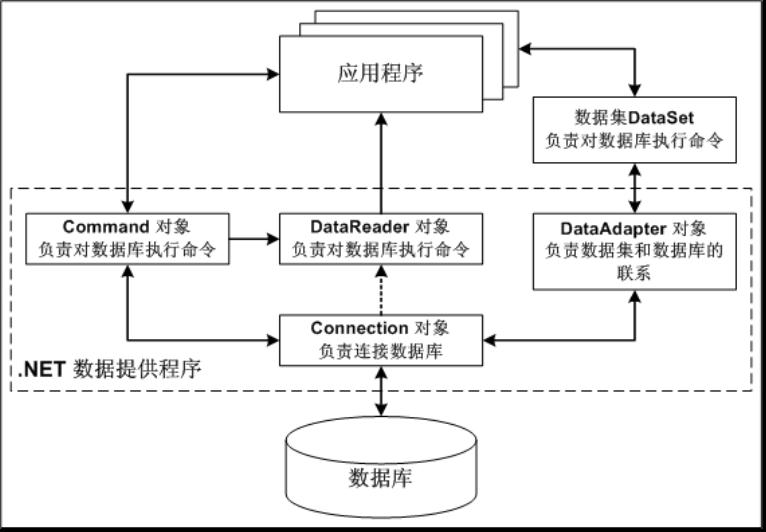 应用程序
数据集DataSet
负责对数据库执行命令
Command 对象
负责对数据库执行命令
DataReader 对象
负责对数据库执行命令
DataAdapter 对象
负责数据集和数据库的
联系
Connection 对象
负责连接数据库
.NET 数据提供程序
数据库